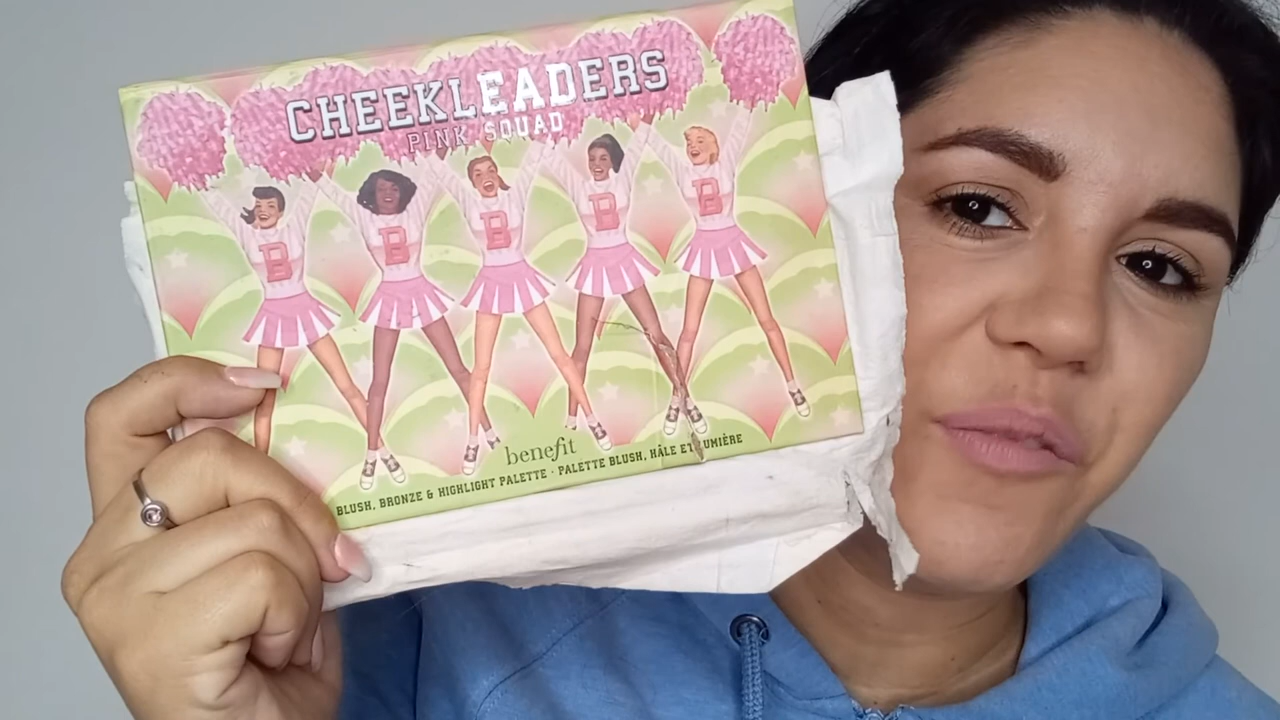 CHEEKLEADERS
PINK SQUAD
B B B B B
benefit
BLUSH, BRONZE & HIGHLIGHT PALETTE · PALETTE BLUSH, HÂLE ET LUMIÈRE